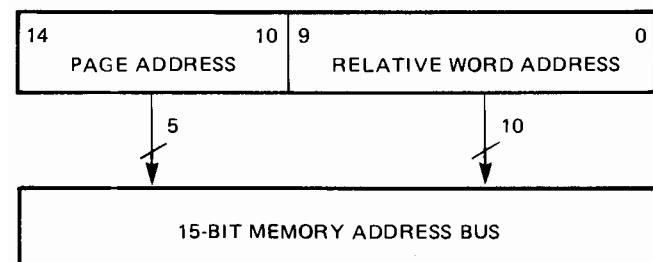 14 10 9 0
PAGE ADDRESS RELATIVE WORD ADDRESS
5 10
15-BIT MEMORY ADDRESS BUS